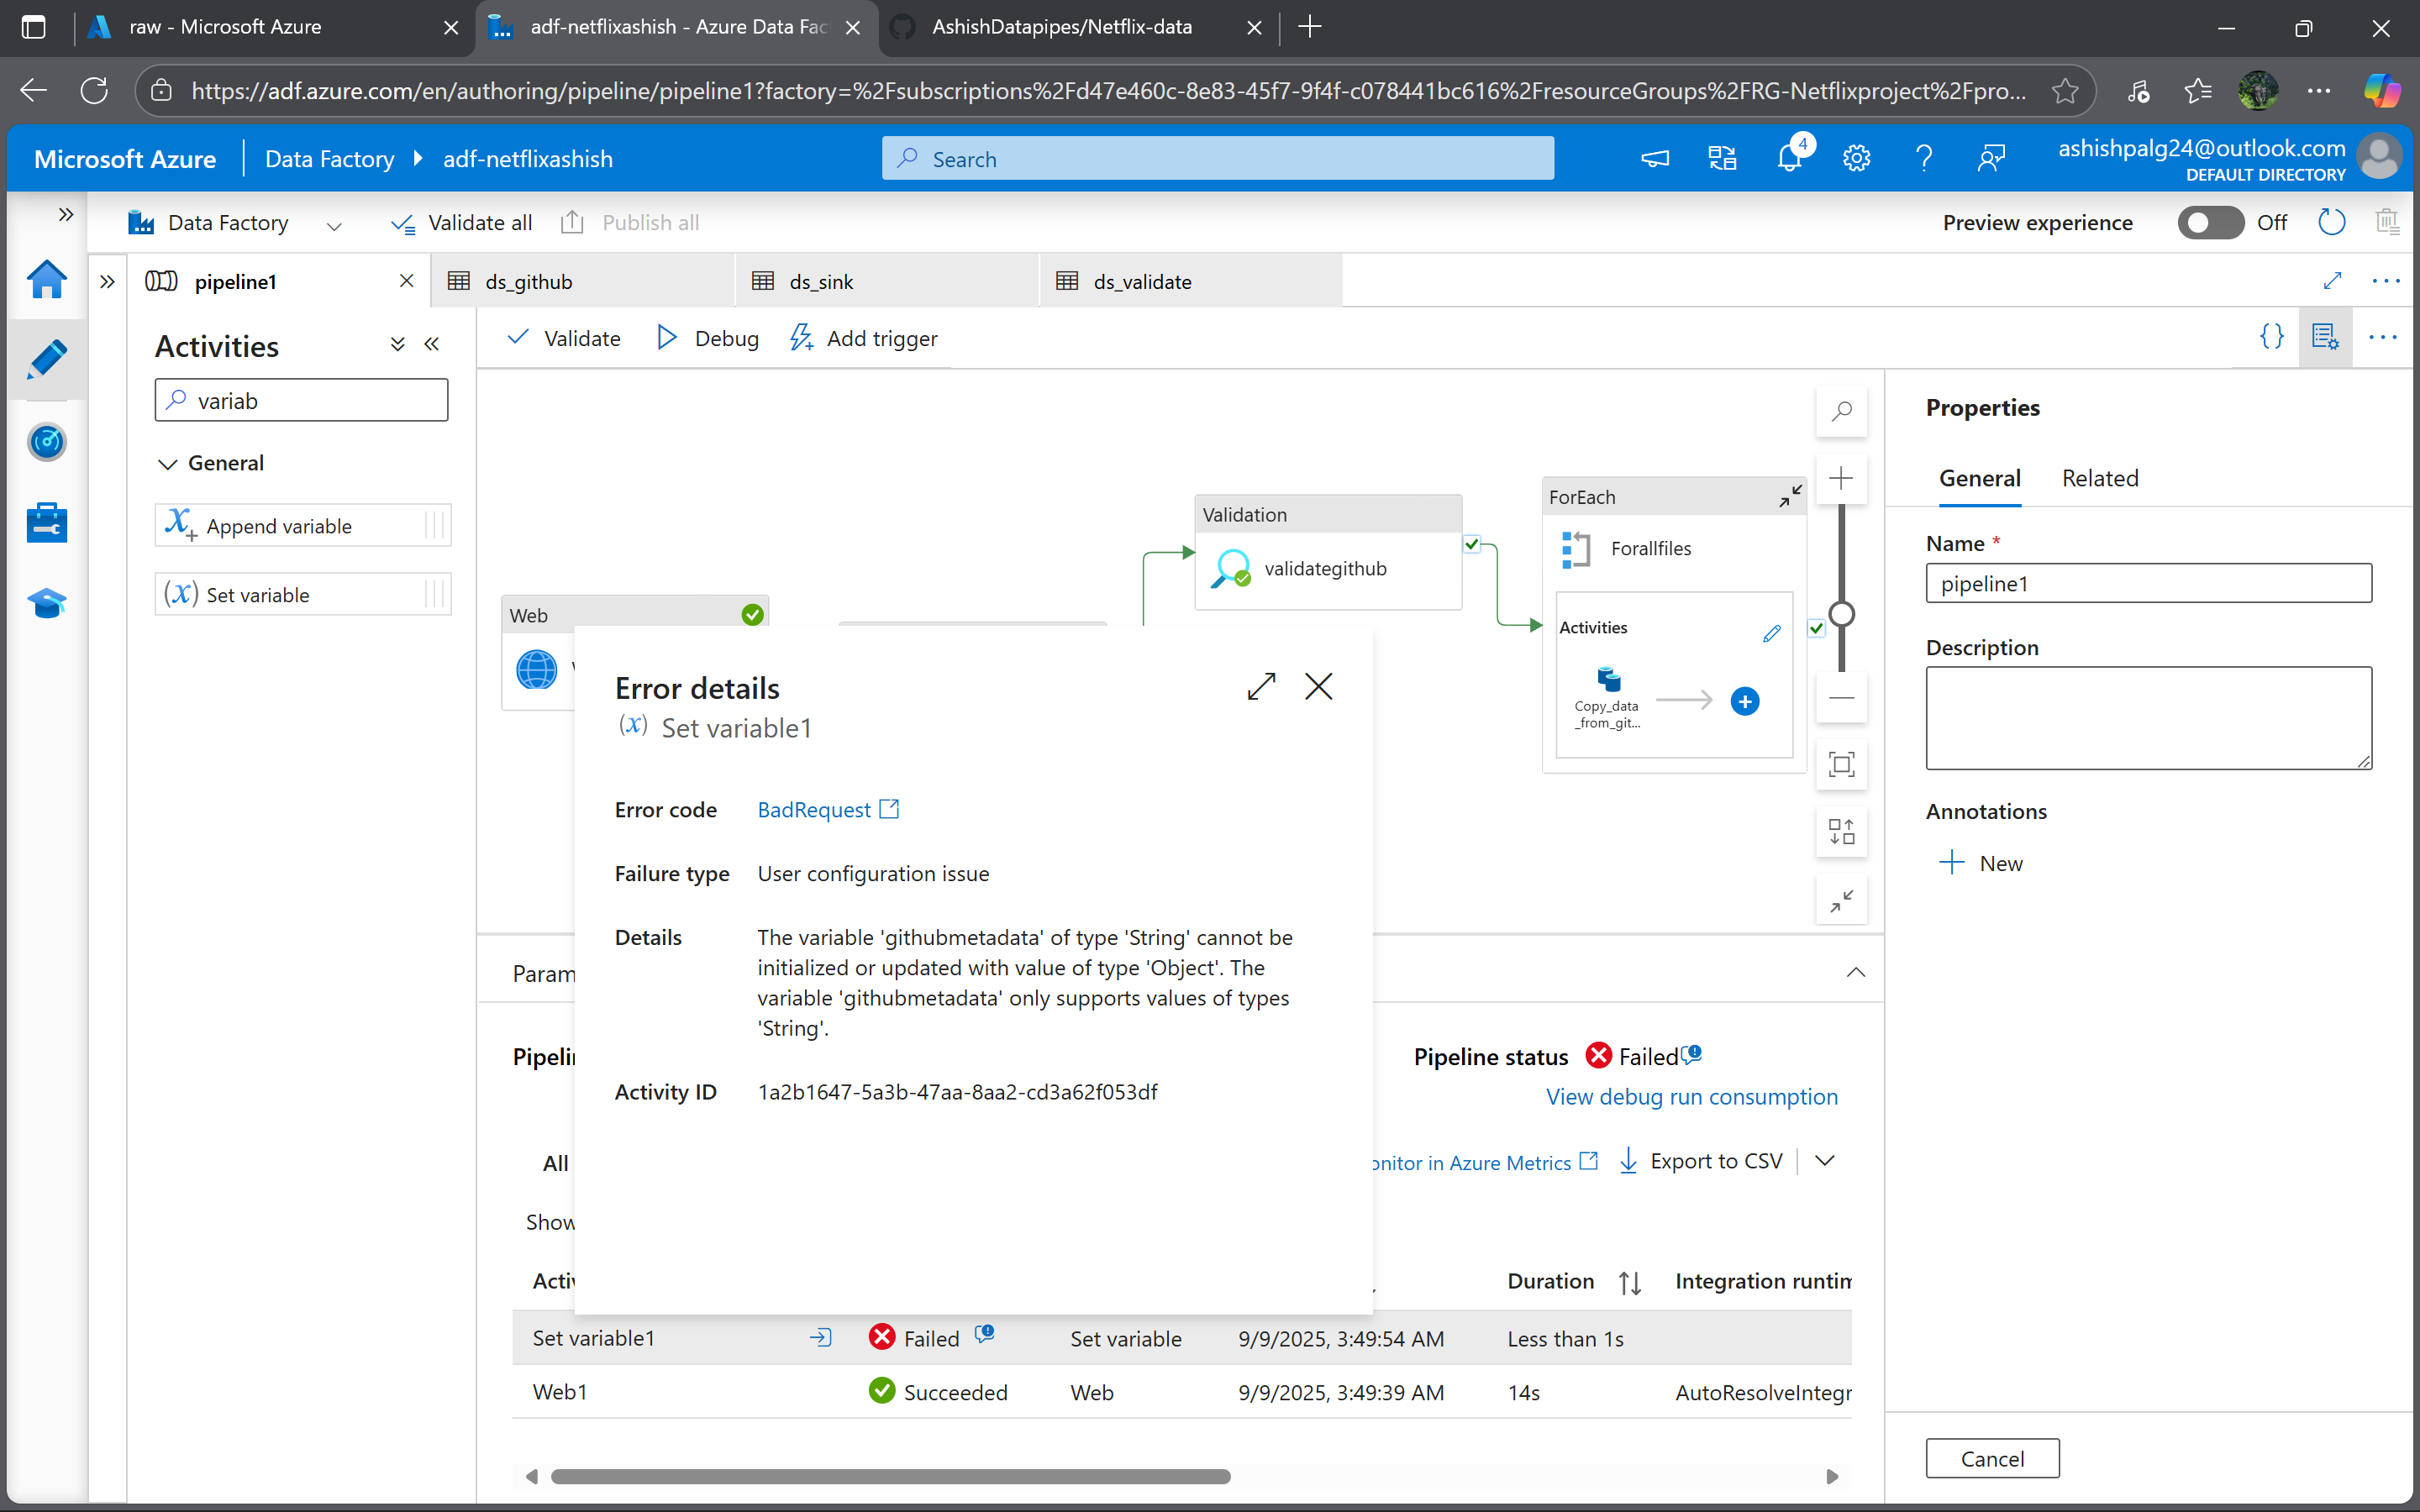 raw - Microsoft Azure
adf-netflixashish - Azure Data Fac
AshishDatapipes/Netflix-data
https://adf.azure.com/en/authoring/pipeline/pipeline1?factory=%2Fsubscriptions%2Fd47e460c-8e83-45f7-9f4f-c078441bc616%2FresourceGroups%2FRG-Netflixproject%2Fpro...
Microsoft Azure
Data Factory
adf-netflixashish
Search
4
ashishpalg24@outlook.com
DEFAULT DIRECTORY
Data Factory
Validate all
Publish all
Preview experience
Off
pipeline1
ds_github
ds_sink
ds_validate
Activities
variab
General
Append variable
Set variable
Validate
Debug
Add trigger
Web
Validation
validategithub
ForEach
Forallfiles
Activities
Copy_data
_from_git...
Properties
General
Related
Name *
pipeline1
Description
Annotations
New
Cancel
Error details
(x) Set variable1
Error code BadRequest
Failure type User configuration issue
Details The variable 'githubmetadata' of type 'String' cannot be
initialized or updated with value of type 'Object'. The
variable 'githubmetadata' only supports values of types
'String'.
Activity ID 1a2b1647-5a3b-47aa-8aa2-cd3a62f053df
Param
Pipelin
Pipeline status Failed
View debug run consumption
All
onitor in Azure Metrics
Export to CSV
Show
Activ
Duration
Integration runtim
Set variable1 Failed Set variable 9/9/2025, 3:49:54 AM Less than 1s
Web1 Succeeded Web 9/9/2025, 3:49:39 AM 14s AutoResolveIntegr